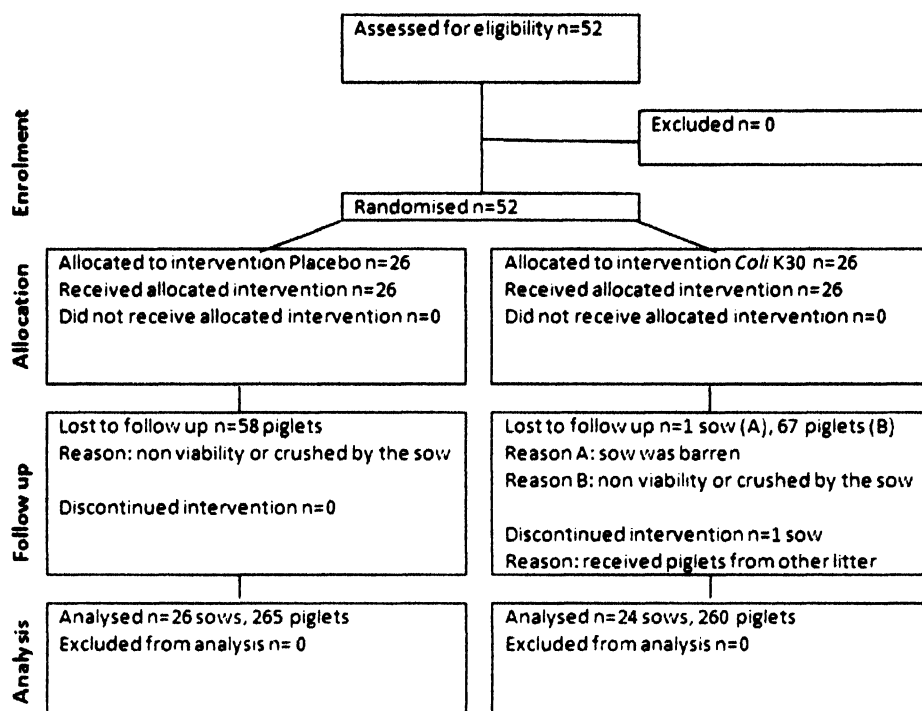 Assessed for eligibility n=52
Enrolment
Excluded n= 0
Randomised n=52
Allocation
Allocated to intervention Placebo n=26
Received allocated intervention n=26
Did not receive allocated intervention n=0
Allocated to intervention Coli K30 n=26
Received allocated intervention n=26
Did not receive allocated intervention n=0
Follow up
Lost to follow up n=58 piglets
Reason: non viability or crushed by the sow
Discontinued intervention n=0
Lost to follow up n=1 sow (A), 67 piglets (B)
Reason A: sow was barren
Reason B: non viability or crushed by the sow
Discontinued intervention n=1 sow
Reason: received piglets from other litter
Analysis
Analysed n=26 sows, 265 piglets
Excluded from analysis n= 0
Analysed n=24 sows, 260 piglets
Excluded from analysis n=0